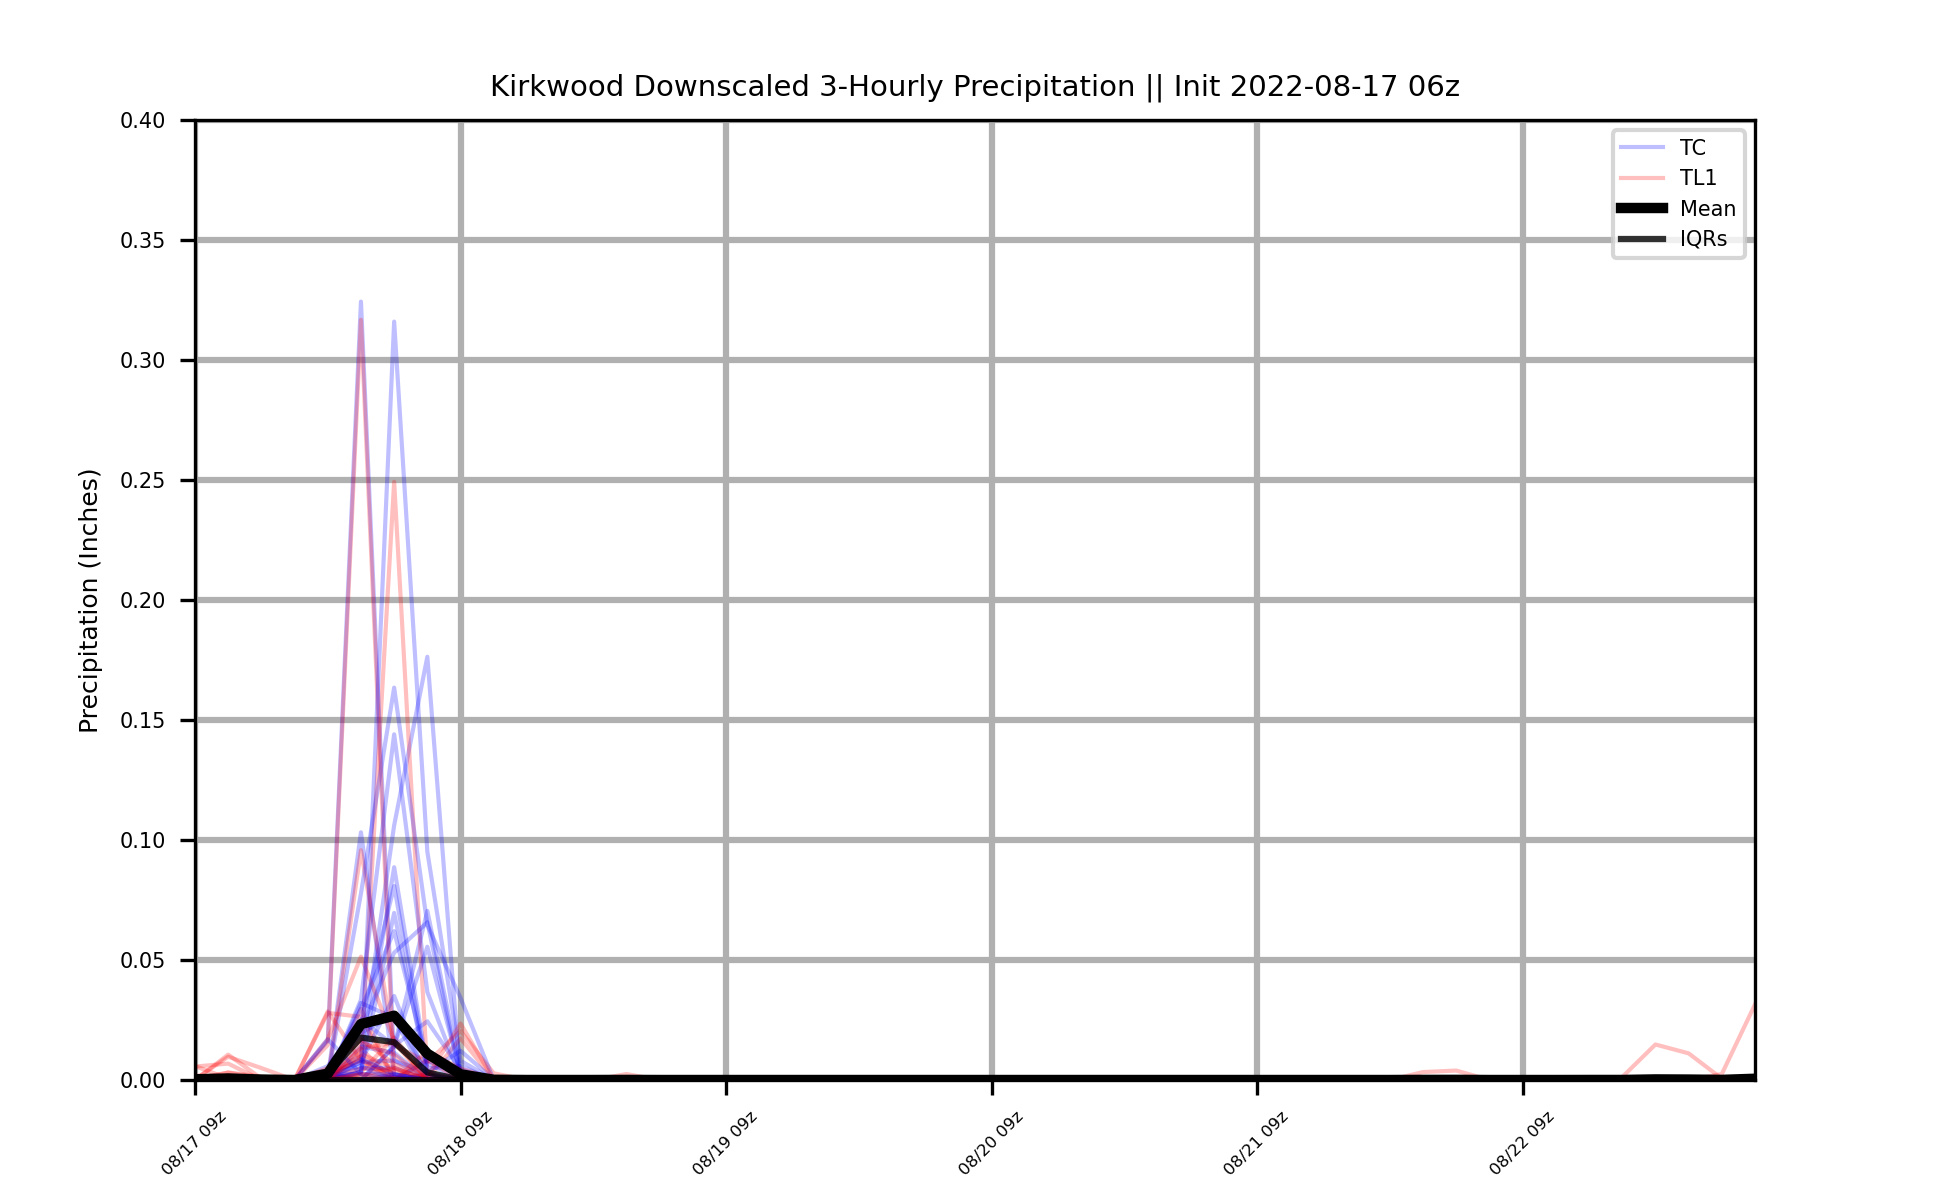 Kirkwood Downscaled 3-Hourly Precipitation || Init 2022-08-17 06z
TC
TL1
Mean
IQRs
Precipitation (Inches)
0.40
0.35
0.30
0.25
0.20
0.15
0.10
0.05
0.00
08/17 09z
08/18 09z
08/19 09z
08/20 09z
08/21 09z
08/22 09z